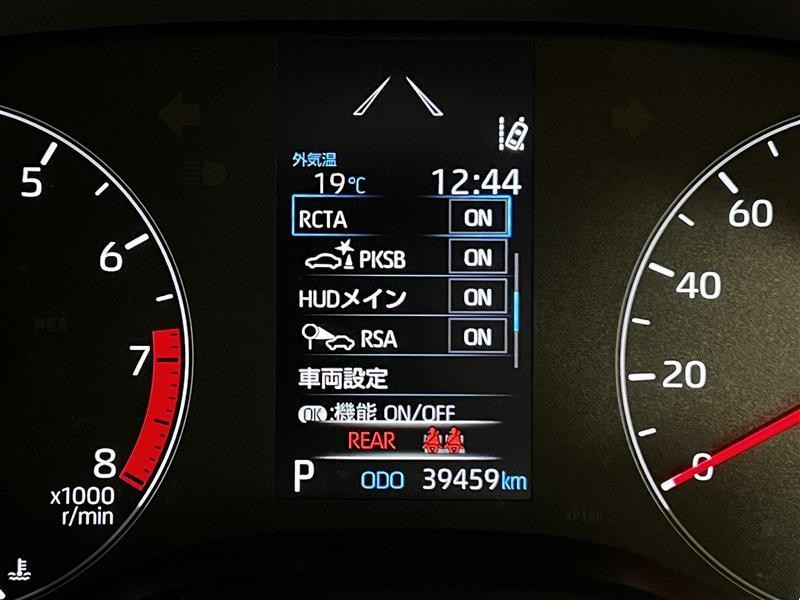 外気温
19℃ 12:44
RCTA ON
PKSB ON
HUDメイン ON
RSA ON
車両設定
OK:機能 ON/OFF
REAR
P ODO 39459km
5
6
7
8
x1000
r/min
60
40
20
0